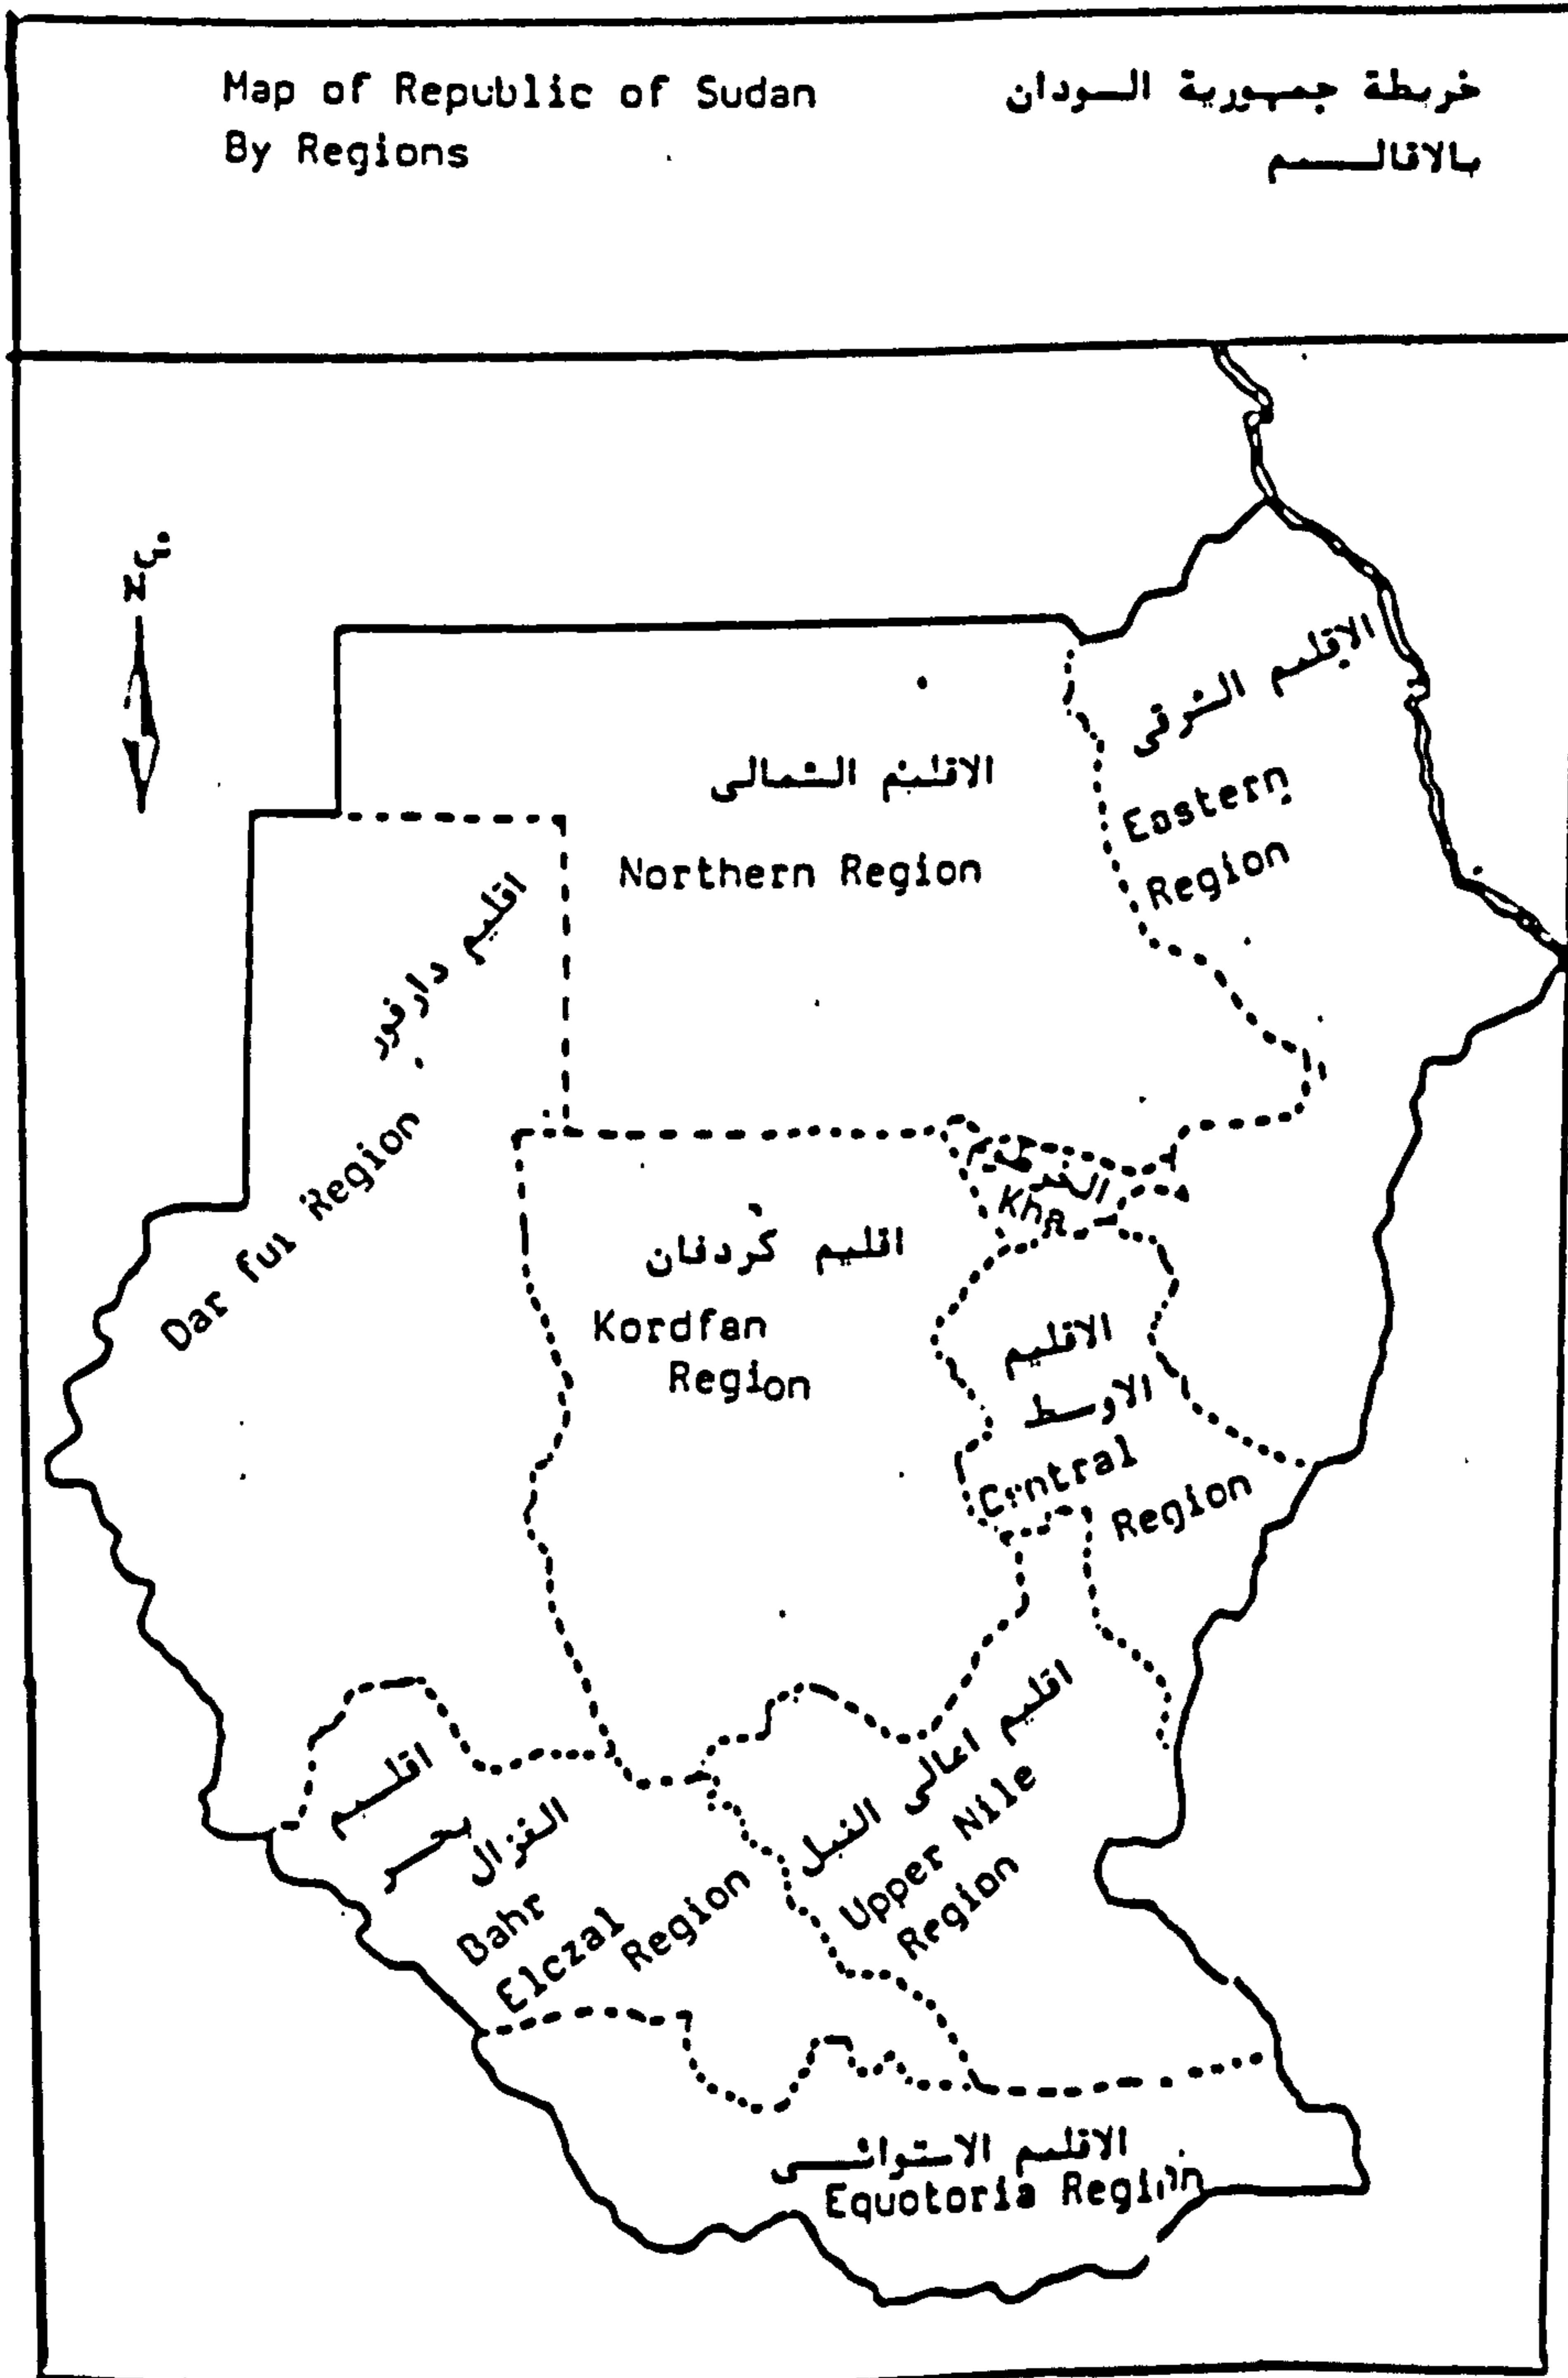 Map of Republic of Sudan
By Regions
خريطة جمهورية السودان
بالاقاليم
N
ش
الاقليم الشرقى
Eastern
Region
الاقليم الشمالى
Northern Region
اقليم دارفور
Dar fur Region
Kha
اقليم كردفان
Kordfan
Region
الاقليم
الاوسط
Central
Region
اقليم اعالى النيل
Upper Nile
Region
اقليم
بحر
الغزال
Bahr
Elczal
Region
الاقليم الاستوائى
Equotoria Region